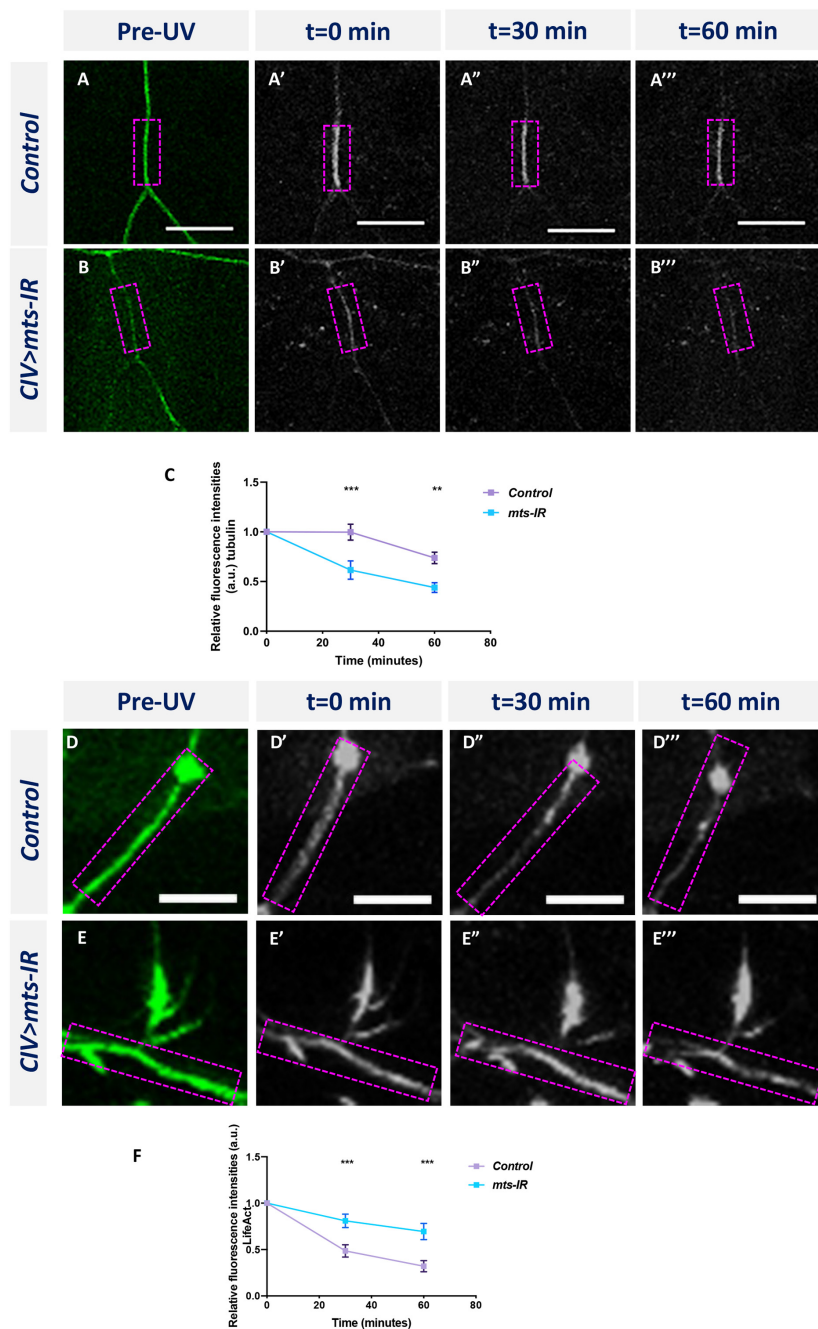 Pre-UV t=0 min t=30 min t=60 min
Control
A A′ A″ A‴
CIV>mts-IR
B B′ B″ B‴
C
Relative fluorescence intensities
(a.u.) tubulin
1.5
1.0
0.5
0.0
*** **
Control
mts-IR
0 20 40 60 80
Time (minutes)
Pre-UV t=0 min t=30 min t=60 min
Control
D D′ D″ D‴
CIV>mts-IR
E E′ E″ E‴
F
Relative fluorescence intensities (a.u.)
LifeAct
1.5
1.0
0.5
0.0
*** ***
Control
mts-IR
0 20 40 60 80
Time (minutes)